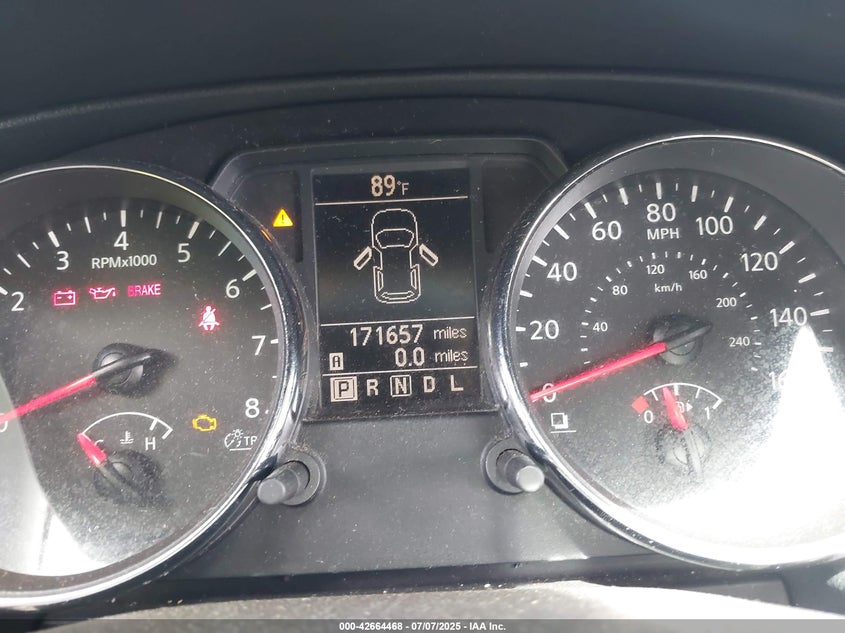 89°F
80
60
100
MPH
4
3
5
RPMx1000
40
120
120
160
2
6
80
km/h
200
BRAKE
20
40
240
140
7
171657 miles
A 0.0 miles
P R N D L
0
8
0
1
C
H
TRIP
000-42664468 | 07/07/2025 - IAA Inc.